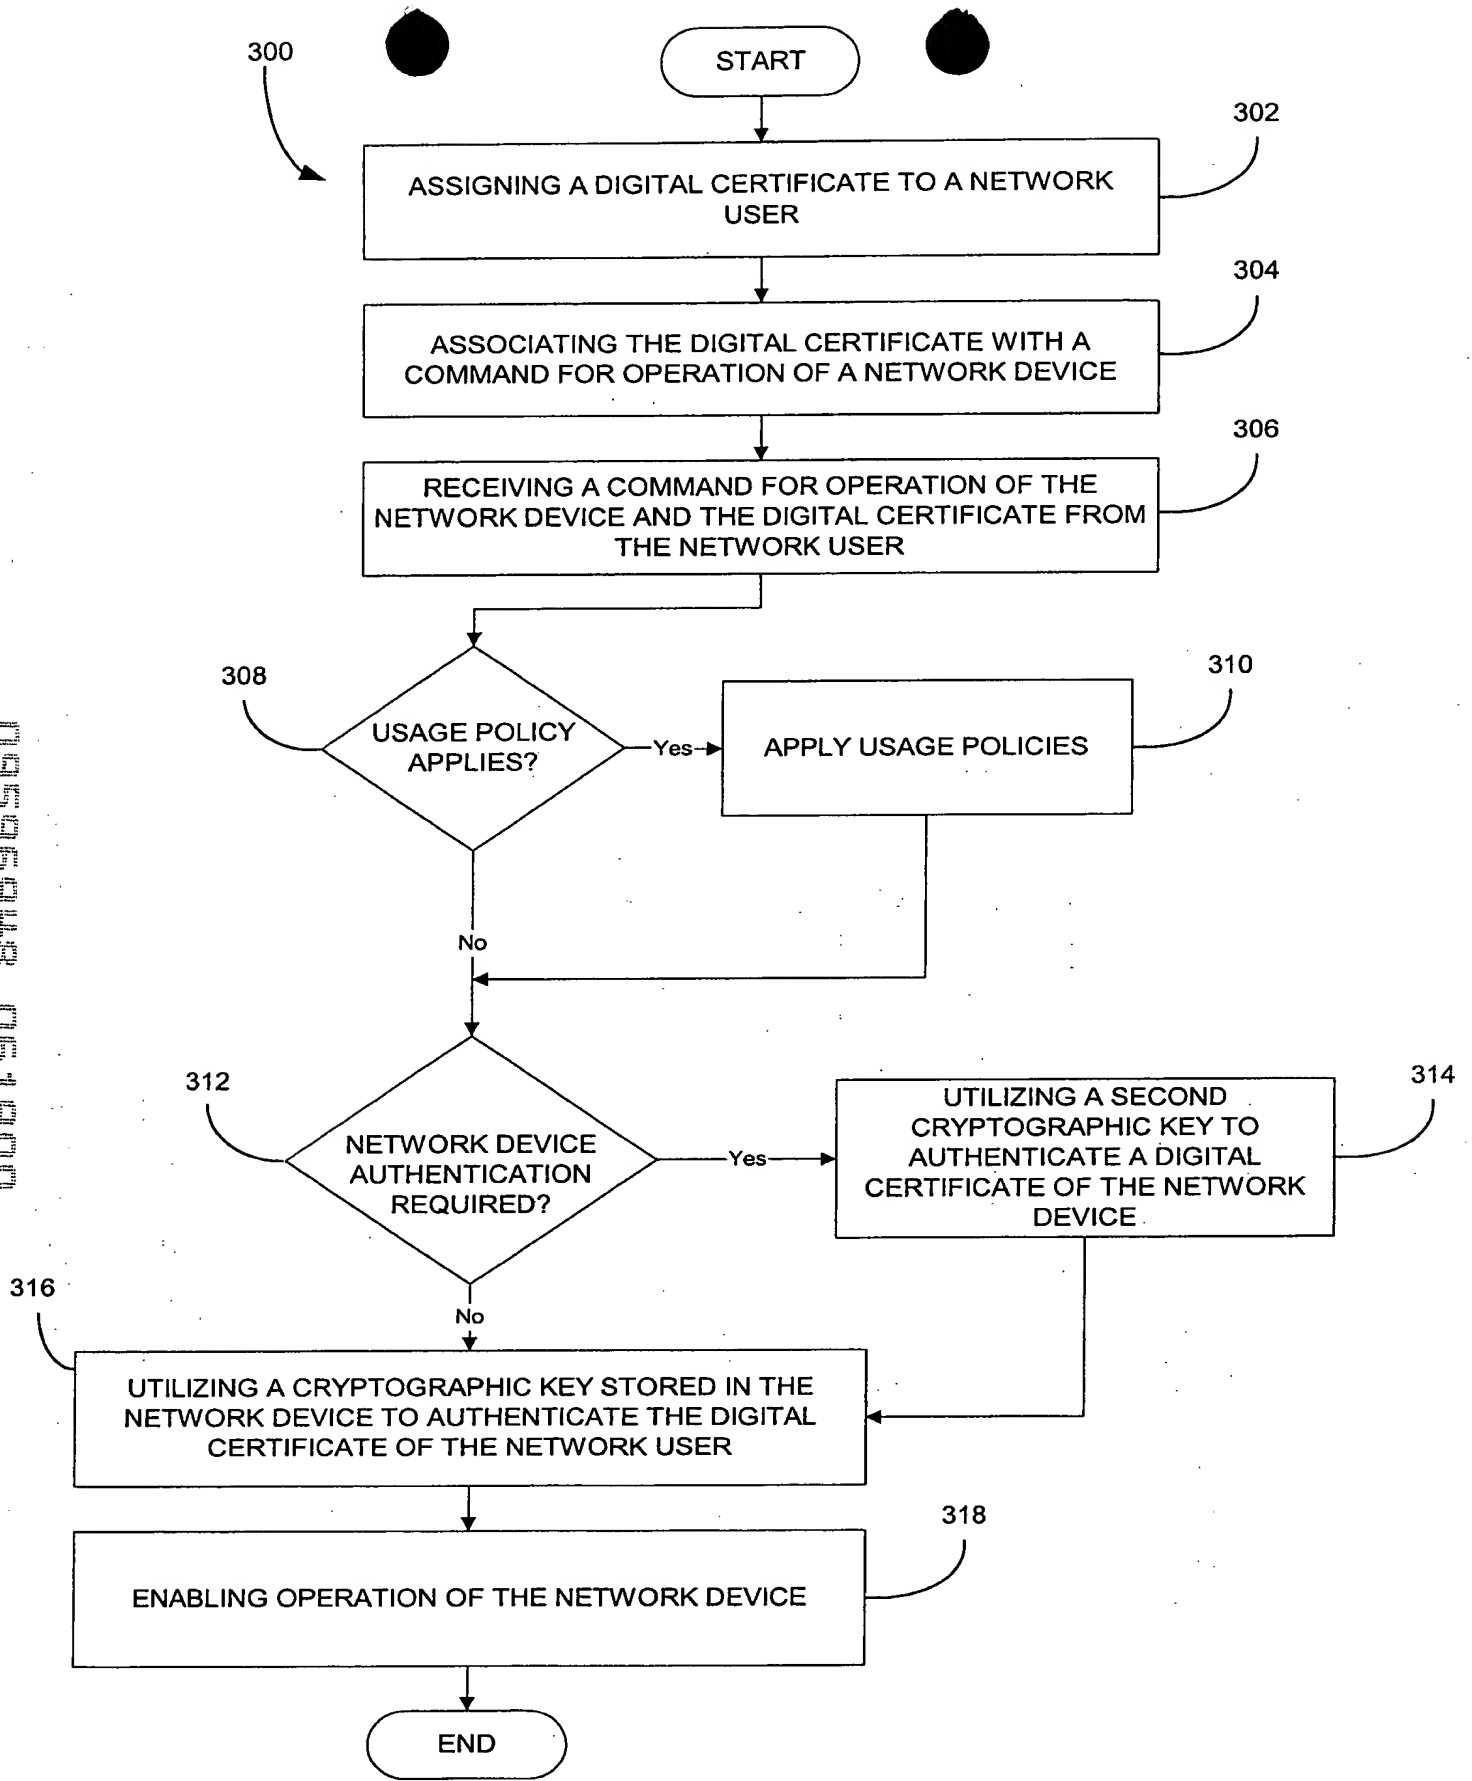 300
START
302
ASSIGNING A DIGITAL CERTIFICATE TO A NETWORK
USER
304
ASSOCIATING THE DIGITAL CERTIFICATE WITH A
COMMAND FOR OPERATION OF A NETWORK DEVICE
306
RECEIVING A COMMAND FOR OPERATION OF THE
NETWORK DEVICE AND THE DIGITAL CERTIFICATE FROM
THE NETWORK USER
308
USAGE POLICY
APPLIES?
Yes
310
APPLY USAGE POLICIES
No
312
NETWORK DEVICE
AUTHENTICATION
REQUIRED?
Yes
314
UTILIZING A SECOND
CRYPTOGRAPHIC KEY TO
AUTHENTICATE A DIGITAL
CERTIFICATE OF THE NETWORK
DEVICE
No
316
UTILIZING A CRYPTOGRAPHIC KEY STORED IN THE
NETWORK DEVICE TO AUTHENTICATE THE DIGITAL
CERTIFICATE OF THE NETWORK USER
318
ENABLING OPERATION OF THE NETWORK DEVICE
END